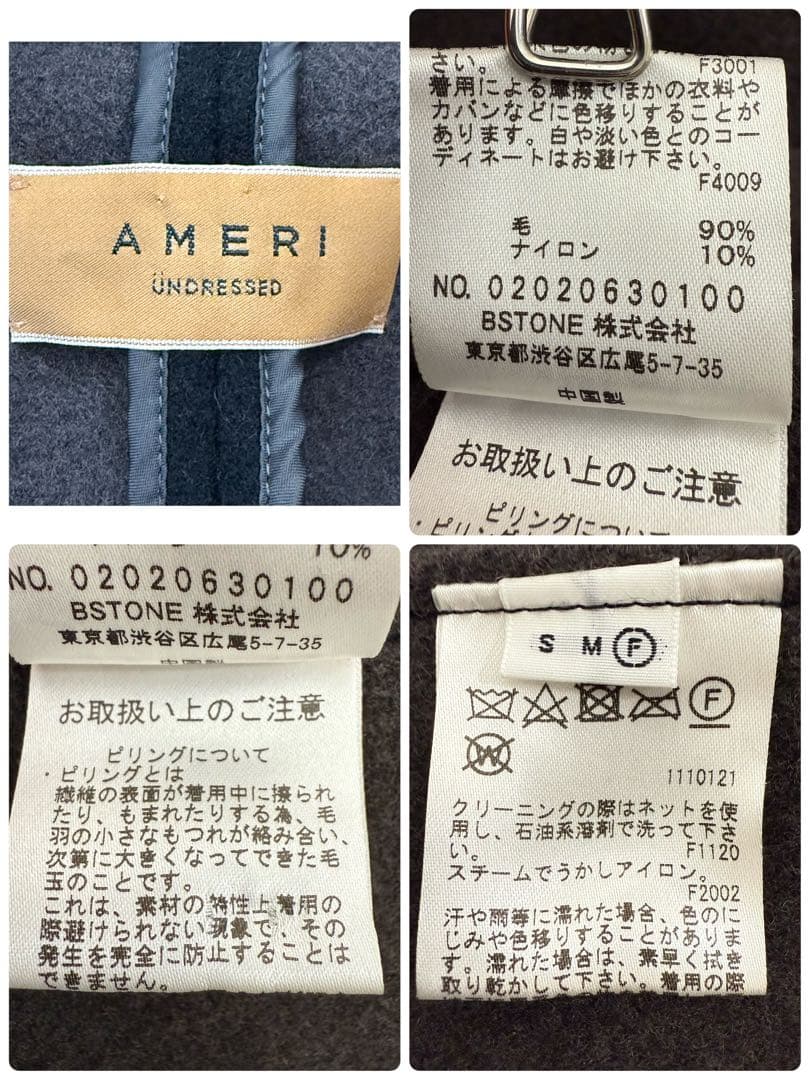 AMERI
ÜNDRESSED
さい。
F3001
着用による摩擦でほかの衣料や
カバンなどに色移りすることが
あります。白や淡い色とのコー
ディネートはお避け下さい。
F4009
毛 90%
ナイロン 10%
NO. 02020630100
BSTONE 株式会社
東京都渋谷区広尾5-7-35
中国製
お取扱い上のご注意
ピリングについて
10%
NO. 02020630100
BSTONE 株式会社
東京都渋谷区広尾5-7-35
中国製
お取扱い上のご注意
ピリングについて
・ピリングとは
繊維の表面が着用中に擦られ
たり、もまれたりする為、毛
羽の小さなもつれが絡み合い、
次第に大きくなってできた毛
玉のことです。
これは、素材の特性上着用の
際避けられない現象で、その
発生を完全に防止することは
できません。
S M F
F
W
1110121
クリーニングの際はネットを使
用し、石油系溶剤で洗って下さ
い。
F1120
スチームでうかしアイロン。
F2002
汗や雨等に濡れた場合、色のに
じみや色移りすることがありま
す。濡れた場合は、素早く拭き
取り乾かして下さい。着用の際